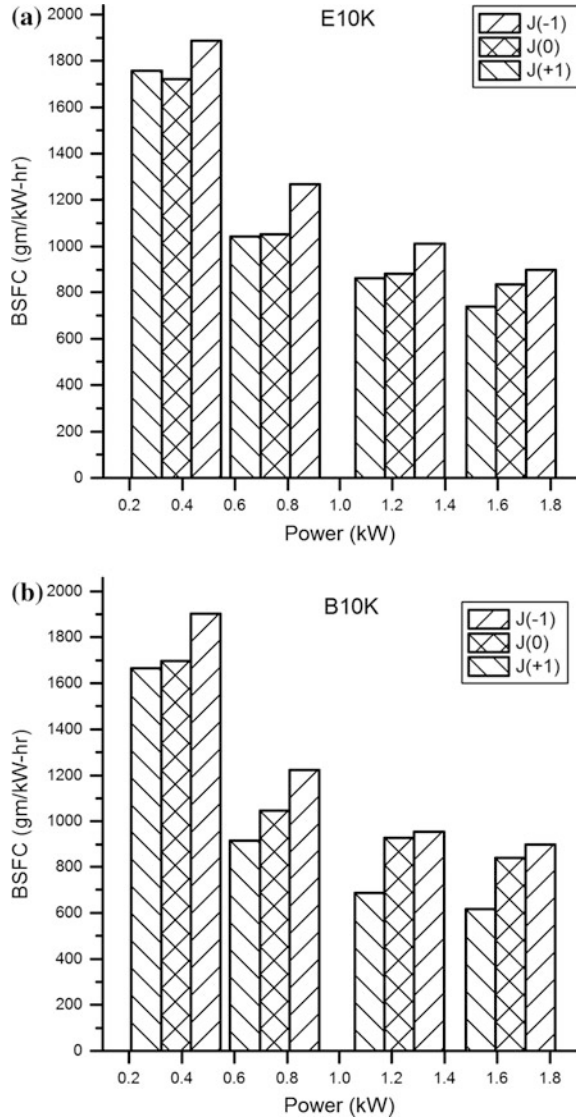 (a)
E10K
J(-1)
J(0)
J(+1)
BSFC (gm/kW-hr)
2000
1800
1600
1400
1200
1000
800
600
400
200
0
0.2 0.4 0.6 0.8 1.0 1.2 1.4 1.6 1.8
Power (kW)
(b)
B10K
J(-1)
J(0)
J(+1)
BSFC (gm/kW-hr)
2000
1800
1600
1400
1200
1000
800
600
400
200
0
0.2 0.4 0.6 0.8 1.0 1.2 1.4 1.6 1.8
Power (kW)